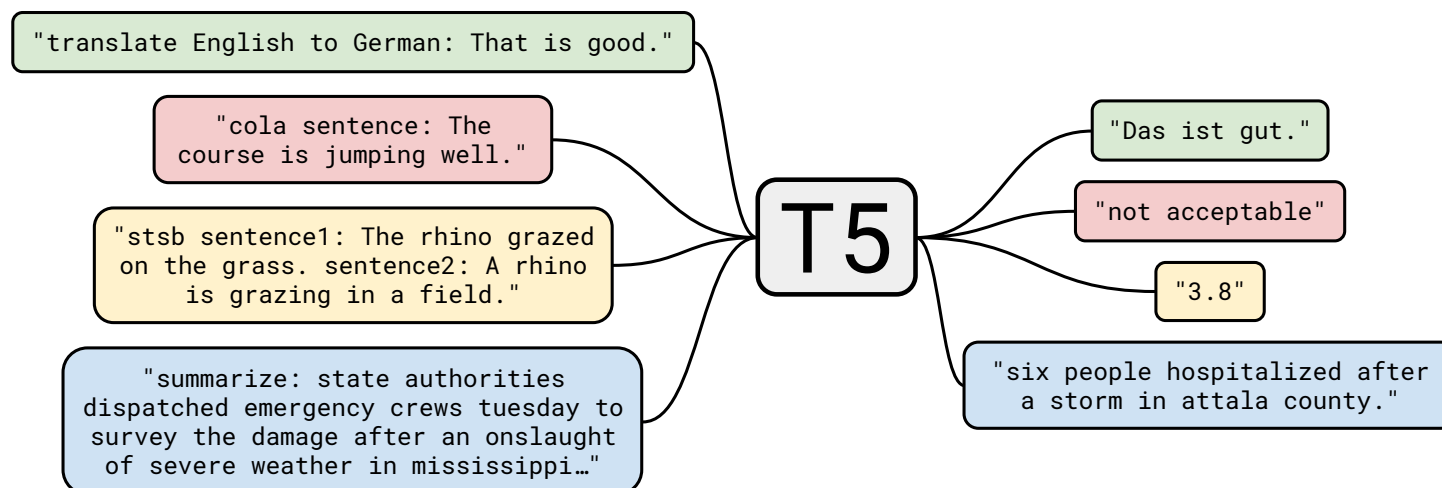 "translate English to German: That is good."
"cola sentence: The
course is jumping well."
"stsb sentence1: The rhino grazed
on the grass. sentence2: A rhino
is grazing in a field."
"summarize: state authorities
dispatched emergency crews tuesday to
survey the damage after an onslaught
of severe weather in mississippi…"
T5
"Das ist gut."
"not acceptable"
"3.8"
"six people hospitalized after
a storm in attala county."